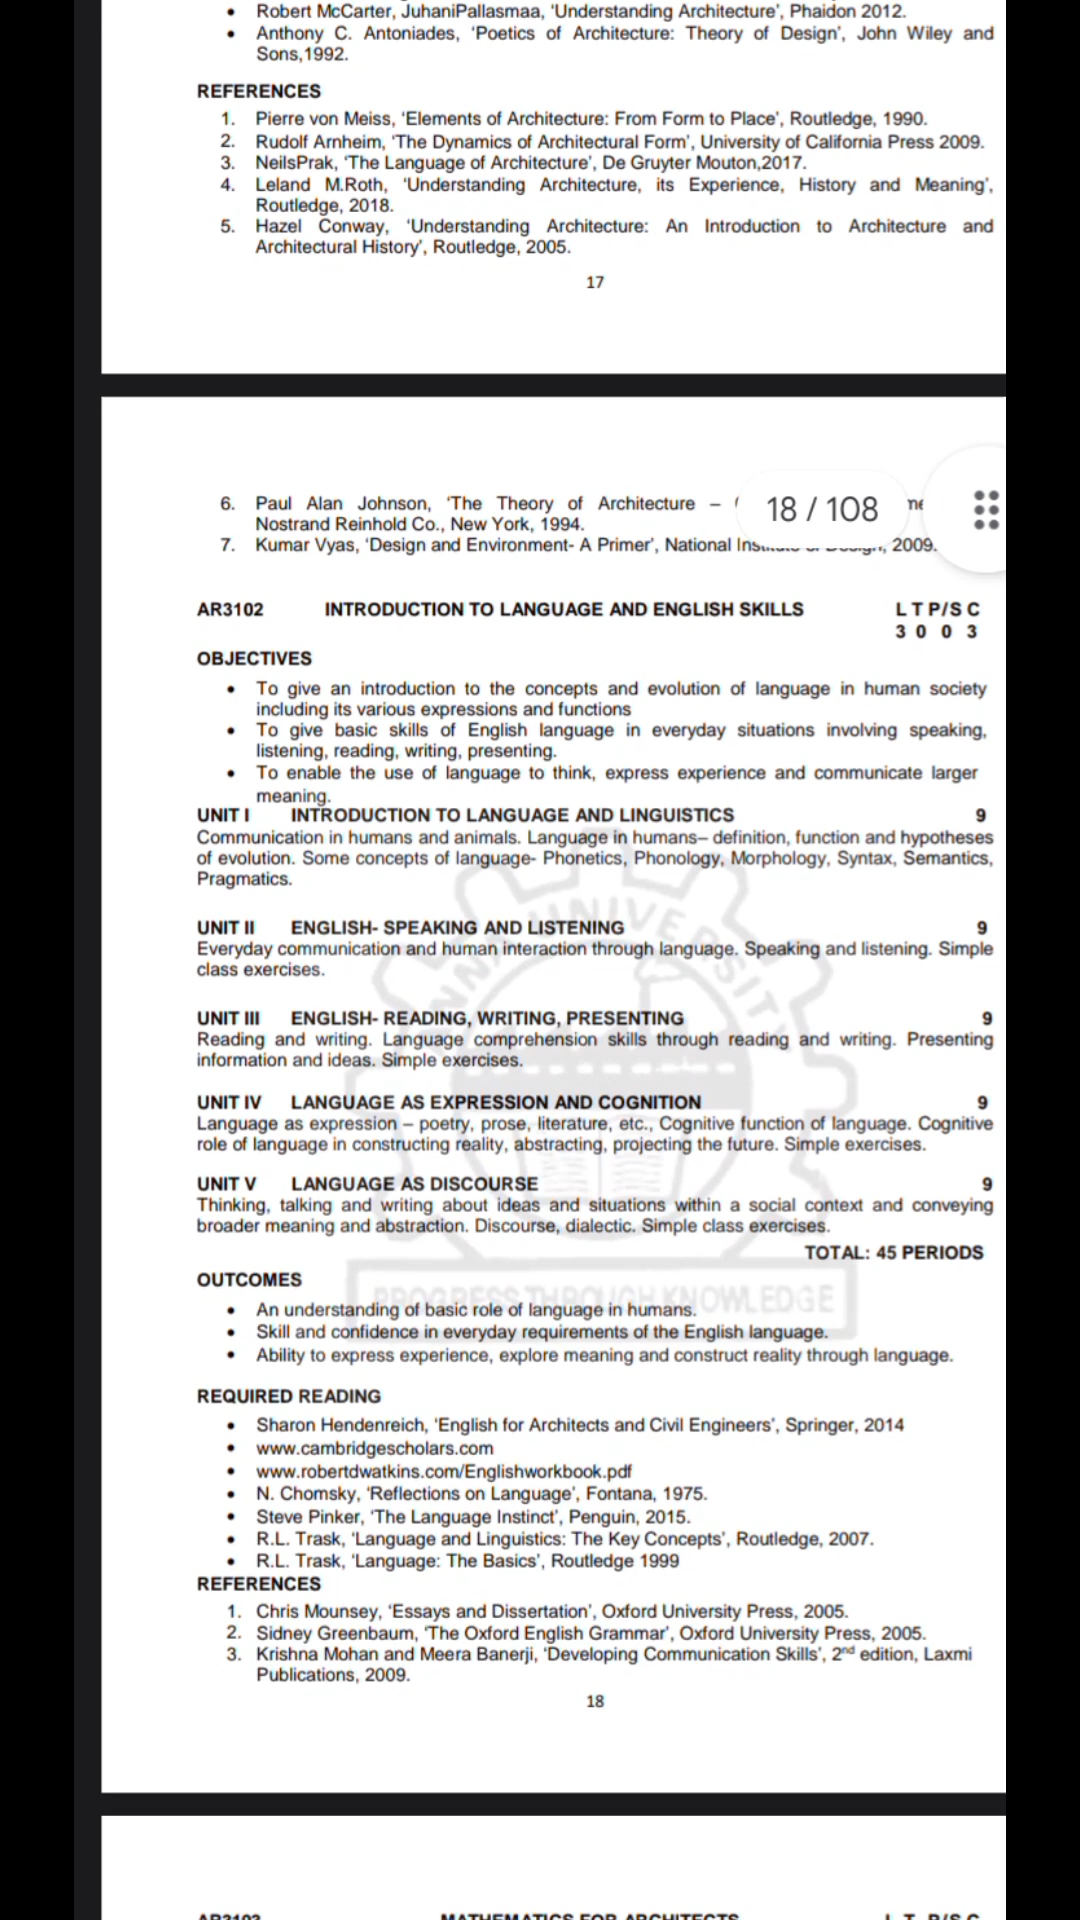 • Robert McCarter, JuhaniPallasmaa, 'Understanding Architecture', Phaidon 2012.
• Anthony C. Antoniades, 'Poetics of Architecture: Theory of Design', John Wiley and
Sons,1992.
REFERENCES
1. Pierre von Meiss, 'Elements of Architecture: From Form to Place', Routledge, 1990.
2. Rudolf Arnheim, 'The Dynamics of Architectural Form', University of California Press 2009.
3. NeilsPrak, 'The Language of Architecture', De Gruyter Mouton,2017.
4. Leland M.Roth, 'Understanding Architecture, its Experience, History and Meaning',
Routledge, 2018.
5. Hazel Conway, 'Understanding Architecture: An Introduction to Architecture and
Architectural History', Routledge, 2005.
17
6. Paul Alan Johnson, 'The Theory of Architecture –
18 / 108
Nostrand Reinhold Co., New York, 1994.
7. Kumar Vyas, 'Design and Environment- A Primer', National 2009.
AR3102 INTRODUCTION TO LANGUAGE AND ENGLISH SKILLS L T P/S C
3 0 0 3
OBJECTIVES
• To give an introduction to the concepts and evolution of language in human society
including its various expressions and functions
• To give basic skills of English language in everyday situations involving speaking,
listening, reading, writing, presenting.
• To enable the use of language to think, express experience and communicate larger
meaning.
UNIT I INTRODUCTION TO LANGUAGE AND LINGUISTICS 9
Communication in humans and animals. Language in humans– definition, function and hypotheses
of evolution. Some concepts of language- Phonetics, Phonology, Morphology, Syntax, Semantics,
Pragmatics.
UNIT II ENGLISH- SPEAKING AND LISTENING 9
Everyday communication and human interaction through language. Speaking and listening. Simple
class exercises.
UNIT III ENGLISH- READING, WRITING, PRESENTING 9
Reading and writing. Language comprehension skills through reading and writing. Presenting
information and ideas. Simple exercises.
UNIT IV LANGUAGE AS EXPRESSION AND COGNITION 9
Language as expression – poetry, prose, literature, etc., Cognitive function of language. Cognitive
role of language in constructing reality, abstracting, projecting the future. Simple exercises.
UNIT V LANGUAGE AS DISCOURSE 9
Thinking, talking and writing about ideas and situations within a social context and conveying
broader meaning and abstraction. Discourse, dialectic. Simple class exercises.
TOTAL: 45 PERIODS
PROGRESS THROUGH KNOWLEDGE
OUTCOMES
• An understanding of basic role of language in humans.
• Skill and confidence in everyday requirements of the English language.
• Ability to express experience, explore meaning and construct reality through language.
REQUIRED READING
• Sharon Hendenreich, 'English for Architects and Civil Engineers', Springer, 2014
• www.cambridgescholars.com
• www.robertdwatkins.com/Englishworkbook.pdf
• N. Chomsky, 'Reflections on Language', Fontana, 1975.
• Steve Pinker, 'The Language Instinct', Penguin, 2015.
• R.L. Trask, 'Language and Linguistics: The Key Concepts', Routledge, 2007.
• R.L. Trask, 'Language: The Basics', Routledge 1999
REFERENCES
1. Chris Mounsey, 'Essays and Dissertation', Oxford University Press, 2005.
2. Sidney Greenbaum, 'The Oxford English Grammar', Oxford University Press, 2005.
3. Krishna Mohan and Meera Banerji, 'Developing Communication Skills', 2nd edition, Laxmi
Publications, 2009.
18
AR3103 MATHEMATICS FOR ARCHITECTS L T P/S C